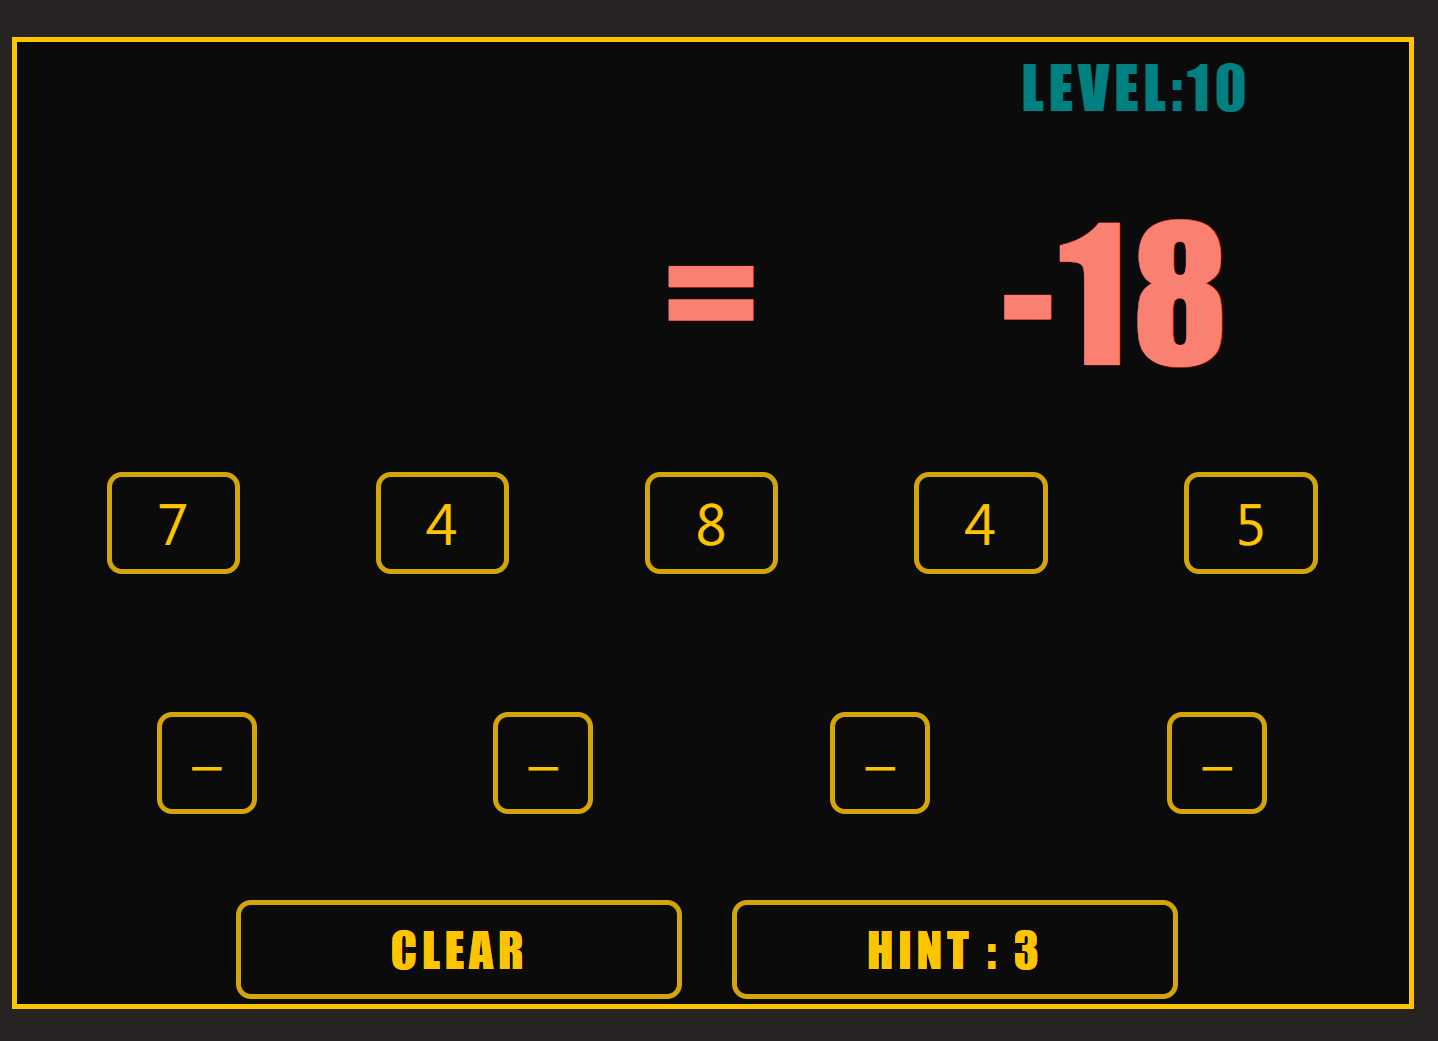 LEVEL:10
= -18
7 4 8 4 5
– – – –
CLEAR HINT : 3